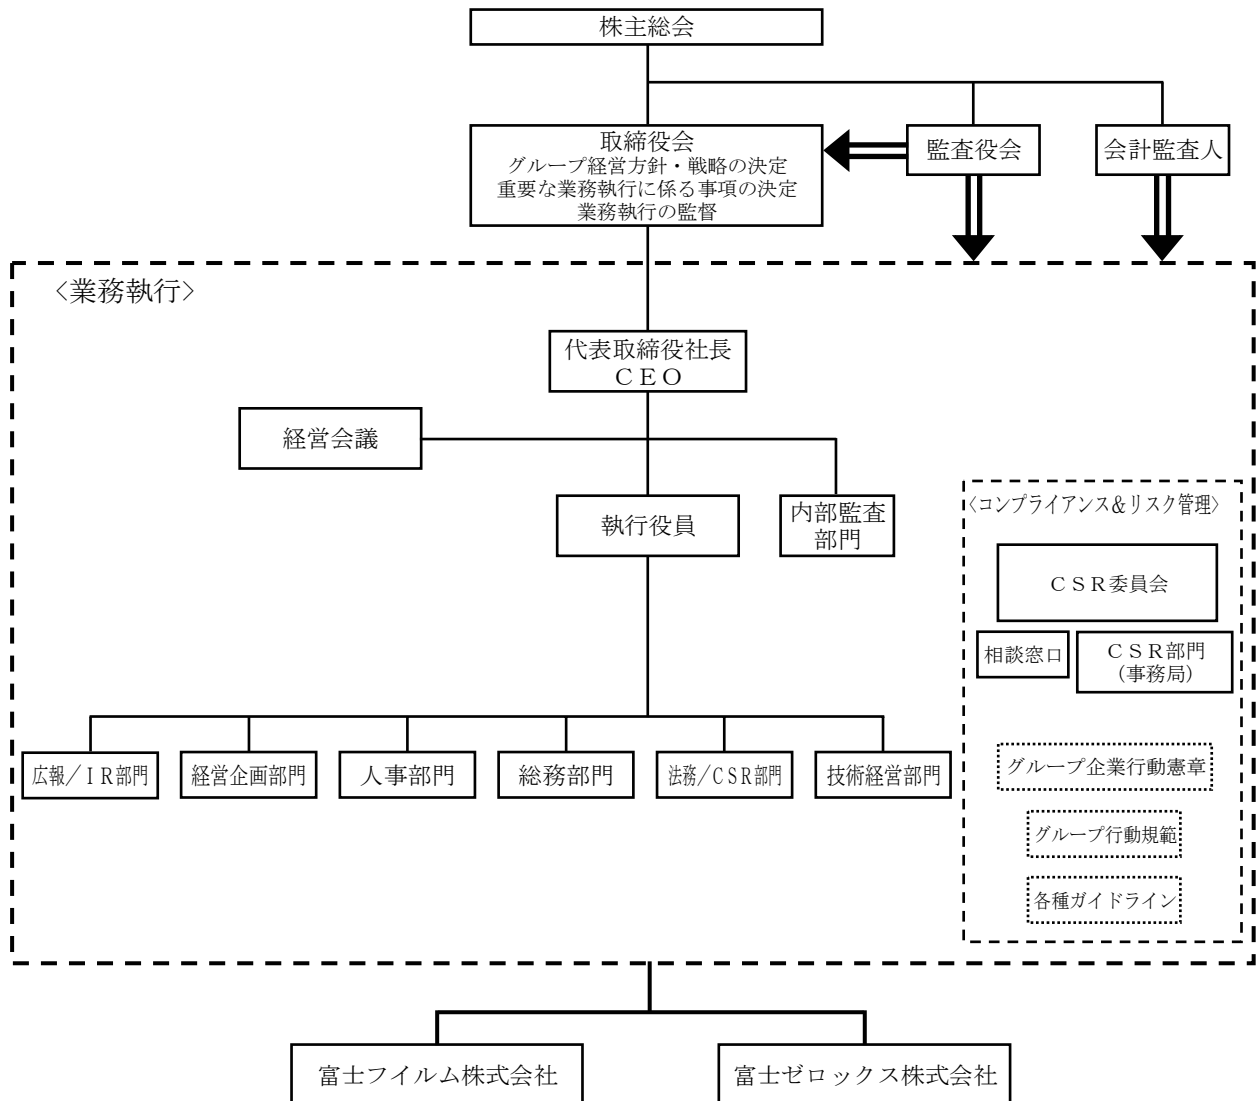 株主総会
取締役会
グループ経営方針・戦略の決定
重要な業務執行に係る事項の決定
業務執行の監督
監査役会
会計監査人
<業務執行>
代表取締役社長
ＣＥＯ
経営会議
執行役員
内部監査
部門
<コンプライアンス＆リスク管理>
ＣＳＲ委員会
相談窓口
ＣＳＲ部門
(事務局)
広報／ＩＲ部門
経営企画部門
人事部門
総務部門
法務／CSR部門
技術経営部門
グループ企業行動憲章
グループ行動規範
各種ガイドライン
富士フイルム株式会社
富士ゼロックス株式会社